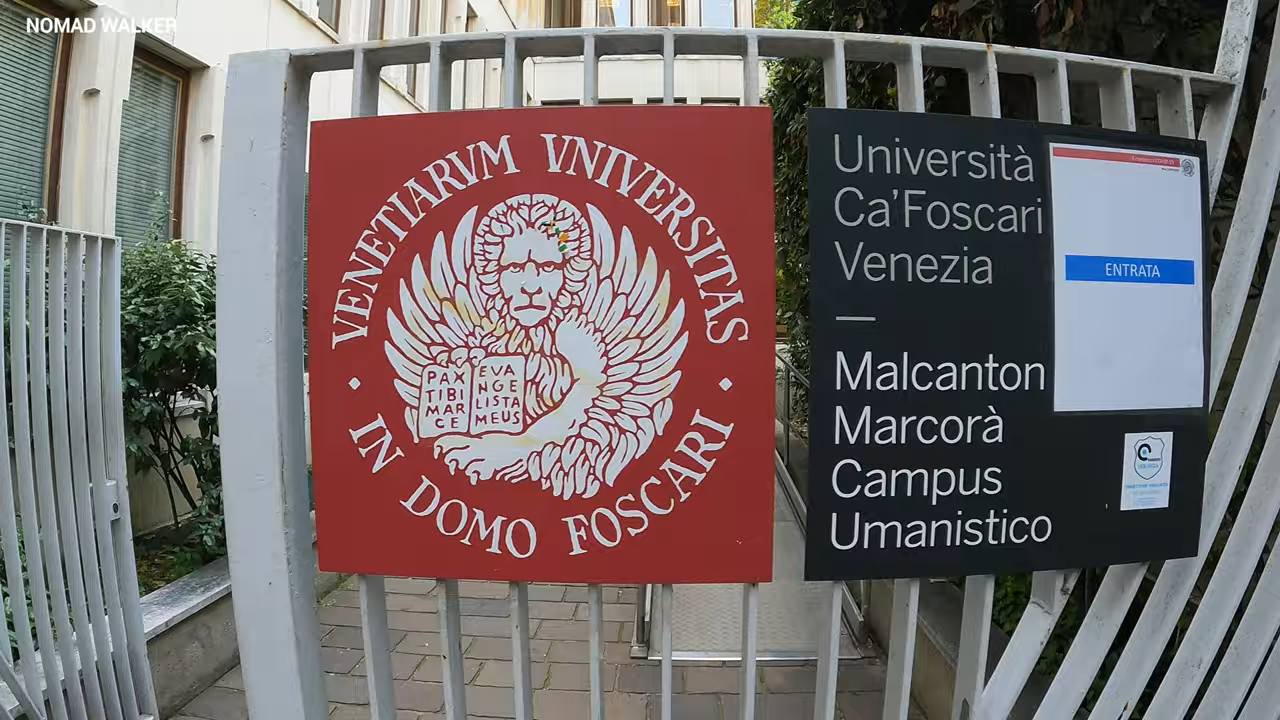 NOMAD WALKER
VENETIARVM VNIVERSITAS
PAX
TIBI
MAR
CE
EVA
NGE
LISTA
MEUS
IN DOMO FOSCARI
Università
Ca'Foscari
Venezia
Malcanton
Marcorà
Campus
Umanistico
ENTRATA